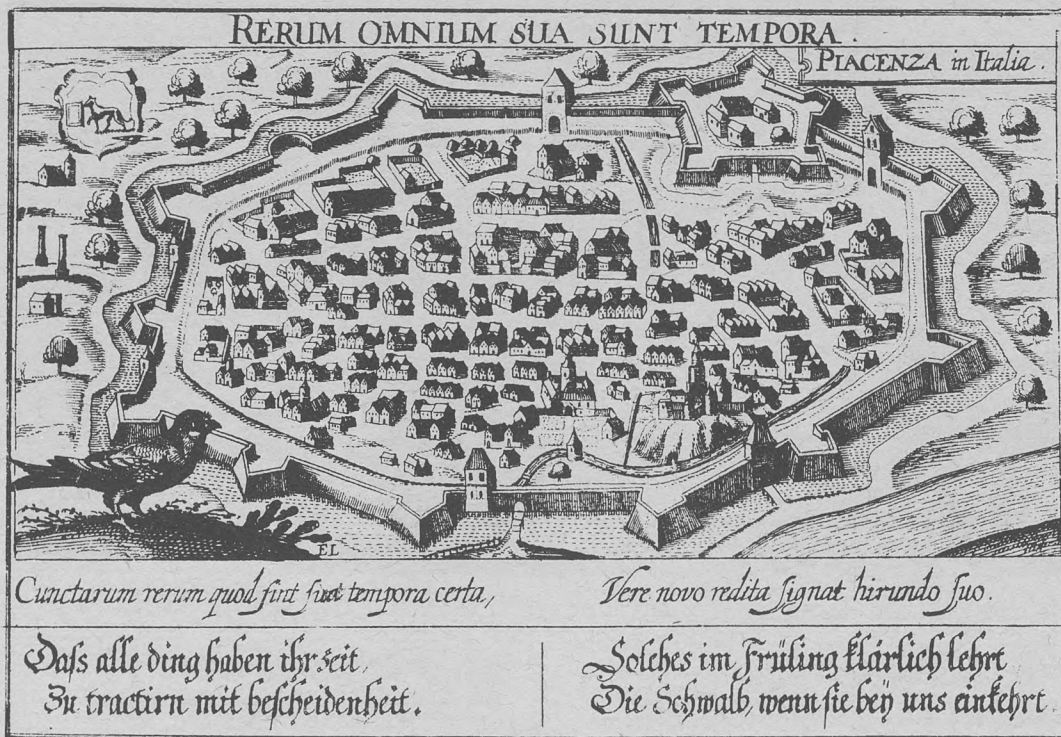 RERUM OMNIUM SUA SUNT TEMPORA.
PIACENZA in Italia.
EL
Cunctarum rerum quod sint sua tempora certa,
Vere novo redita signat hirundo suo.
Dass alle ding haben ihr zeit,
Zu tractirn mit bescheidenheit.
Solches im Früling klärlich lehrt
Die Schwalb, wenn sie bey uns einkehrt.